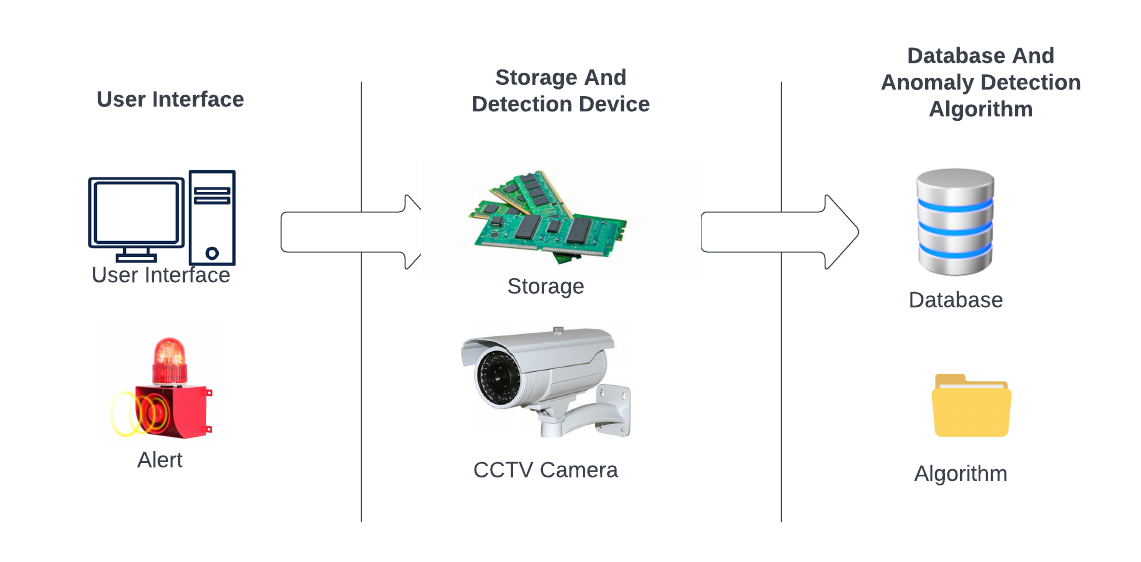 User Interface
Storage And
Detection Device
Database And
Anomaly Detection
Algorithm
User Interface
Storage
Database
Alert
CCTV Camera
Algorithm